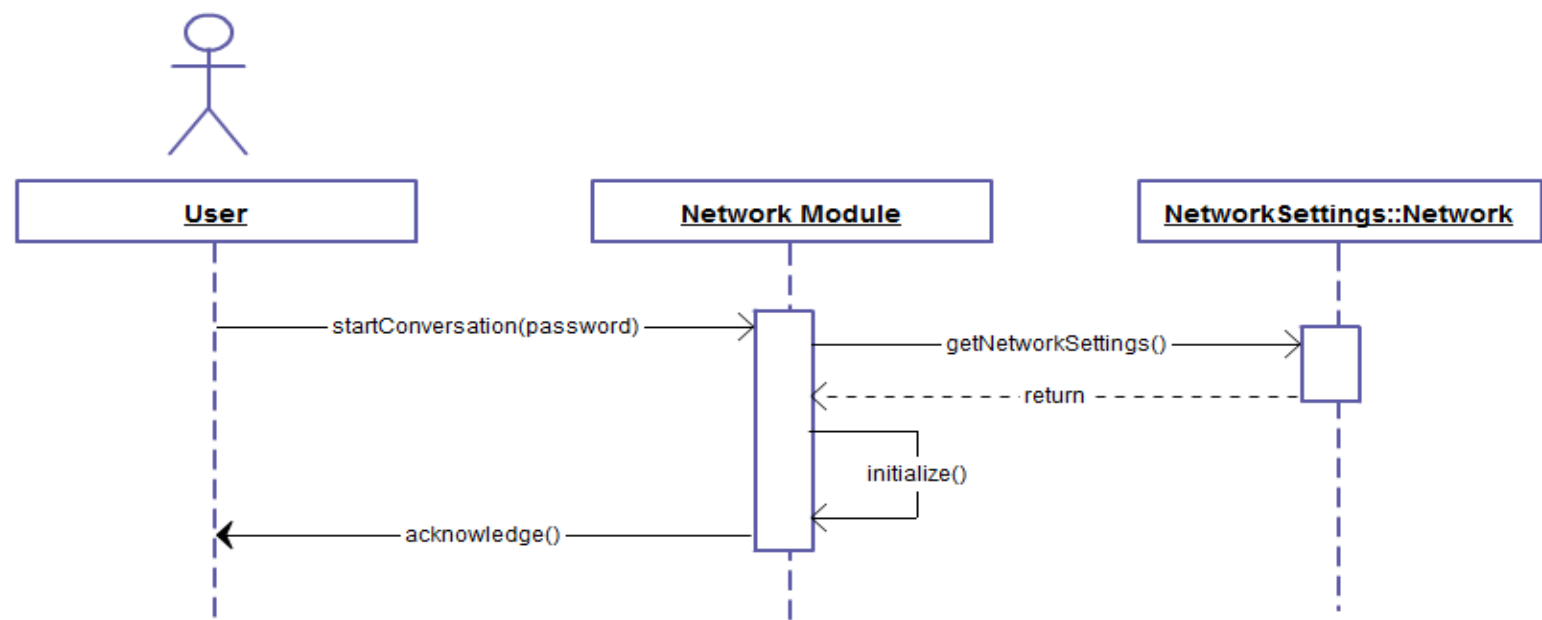 User
Network Module
NetworkSettings::Network
startConversation(password)
getNetworkSettings()
return
initialize()
acknowledge()